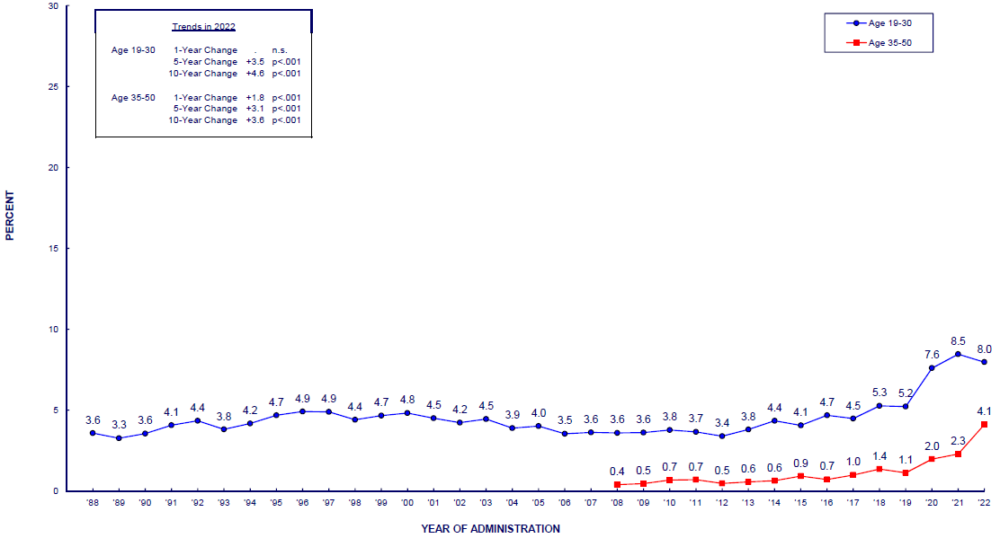 Trends in 2022
Age 19-30 1-Year Change . n.s.
5-Year Change +3.5 p<.001
10-Year Change +4.6 p<.001
Age 35-50 1-Year Change +1.8 p<.001
5-Year Change +3.1 p<.001
10-Year Change +3.6 p<.001
Age 19-30
Age 35-50
PERCENT
30
25
20
15
10
5
0
3.6 3.3 3.6 4.1 4.4 3.8 4.2 4.7 4.9 4.9 4.4 4.7 4.8 4.5 4.2 4.5 3.9 4.0 3.5 3.6 3.6 3.6 3.8 3.7 3.4 3.8 4.4 4.1 4.7 4.5 5.3 5.2 7.6 8.5 8.0
0.4 0.5 0.7 0.7 0.5 0.6 0.6 0.9 0.7 1.0 1.4 1.1 2.0 2.3 4.1
'88 '89 '90 '91 '92 '93 '94 '95 '96 '97 '98 '99 '00 '01 '02 '03 '04 '05 '06 '07 '08 '09 '10 '11 '12 '13 '14 '15 '16 '17 '18 '19 '20 '21 '22
YEAR OF ADMINISTRATION